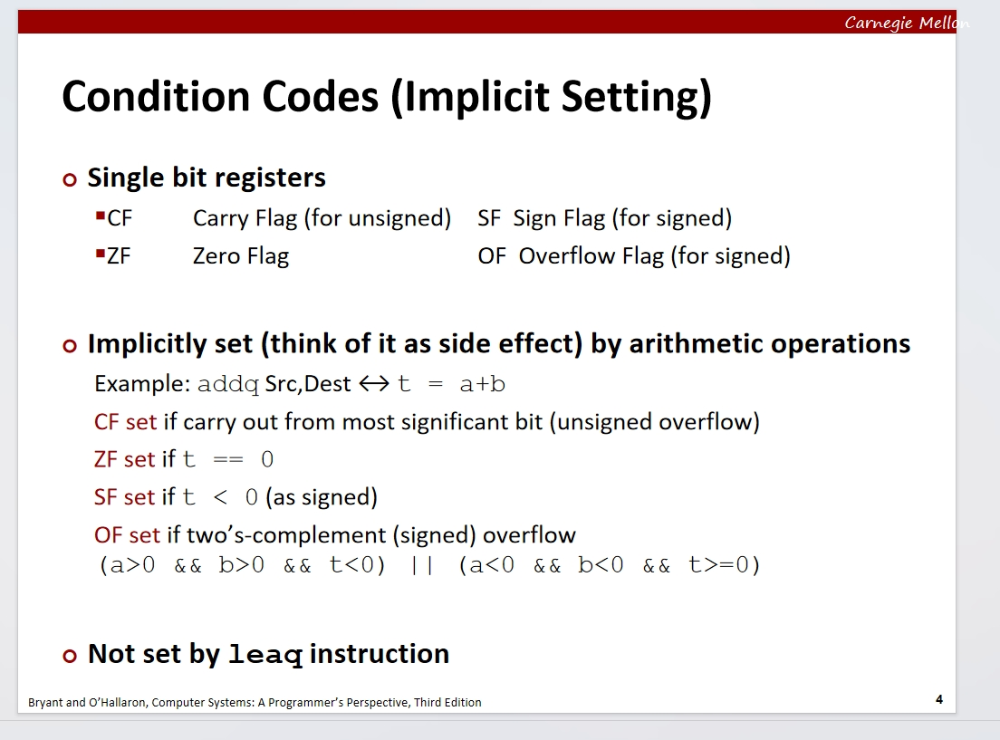 Carnegie Mellon
Condition Codes (Implicit Setting)
Single bit registers
CF Carry Flag (for unsigned) SF Sign Flag (for signed)
ZF Zero Flag OF Overflow Flag (for signed)
Implicitly set (think of it as side effect) by arithmetic operations
Example: addq Src,Dest ↔ t = a+b
CF set if carry out from most significant bit (unsigned overflow)
ZF set if t == 0
SF set if t < 0 (as signed)
OF set if two’s-complement (signed) overflow
(a>0 && b>0 && t<0) || (a<0 && b<0 && t>=0)
Not set by leaq instruction
Bryant and O’Hallaron, Computer Systems: A Programmer’s Perspective, Third Edition
4